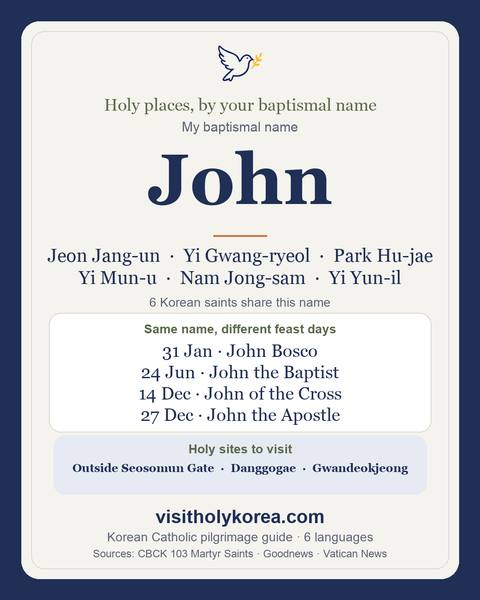 Holy places, by your baptismal name
My baptismal name
John
Jeon Jang-un · Yi Gwang-ryeol · Park Hu-jae
Yi Mun-u · Nam Jong-sam · Yi Yun-il
6 Korean saints share this name
Same name, different feast days
31 Jan · John Bosco
24 Jun · John the Baptist
14 Dec · John of the Cross
27 Dec · John the Apostle
Holy sites to visit
Outside Seosomun Gate · Danggogae · Gwandeokjeong
visitholykorea.com
Korean Catholic pilgrimage guide · 6 languages
Sources: CBCK 103 Martyr Saints · Goodnews · Vatican News